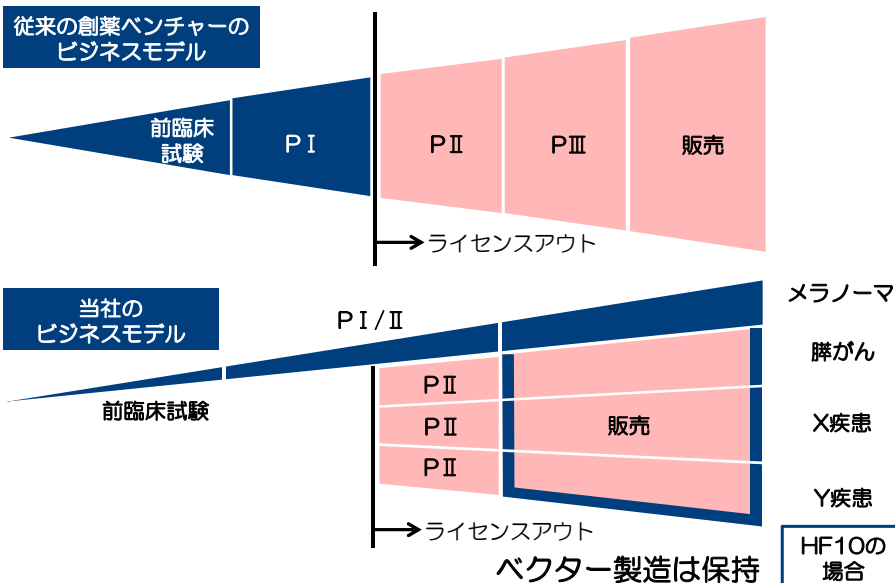 従来の創薬ベンチャーの
ビジネスモデル
前臨床
試験
PⅠ
PⅡ
PⅢ
販売
ライセンスアウト
当社の
ビジネスモデル
PⅠ/Ⅱ
メラノーマ
前臨床試験
膵がん
PⅡ
PⅡ
販売
X疾患
PⅡ
Y疾患
ライセンスアウト
ベクター製造は保持
HF10の
場合